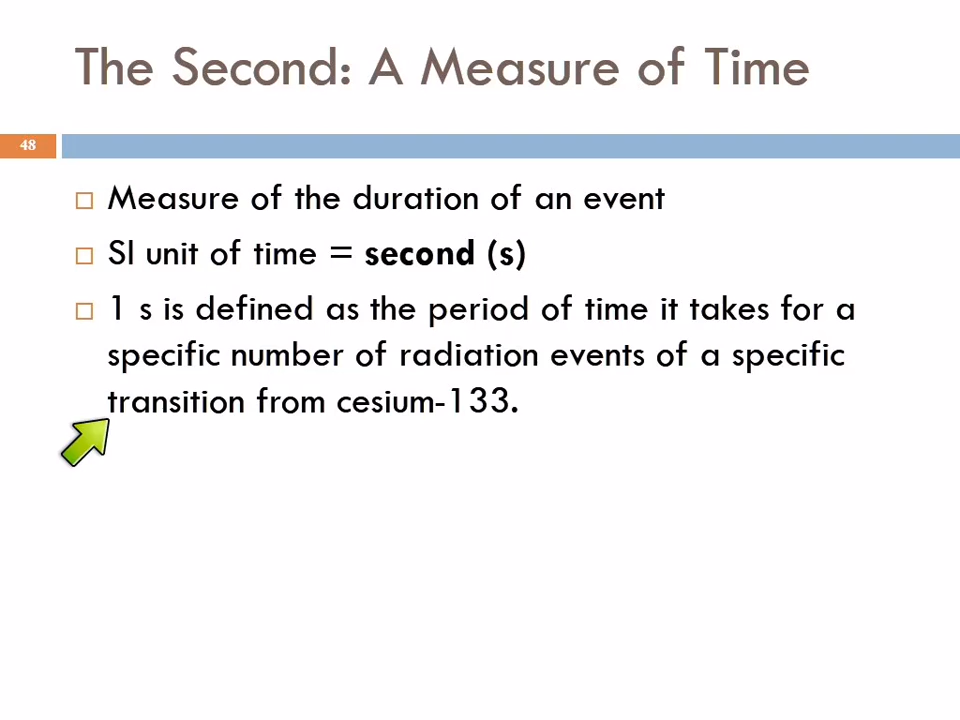 The Second: A Measure of Time
48
Measure of the duration of an event
SI unit of time = second (s)
1 s is defined as the period of time it takes for a
specific number of radiation events of a specific
transition from cesium-133.